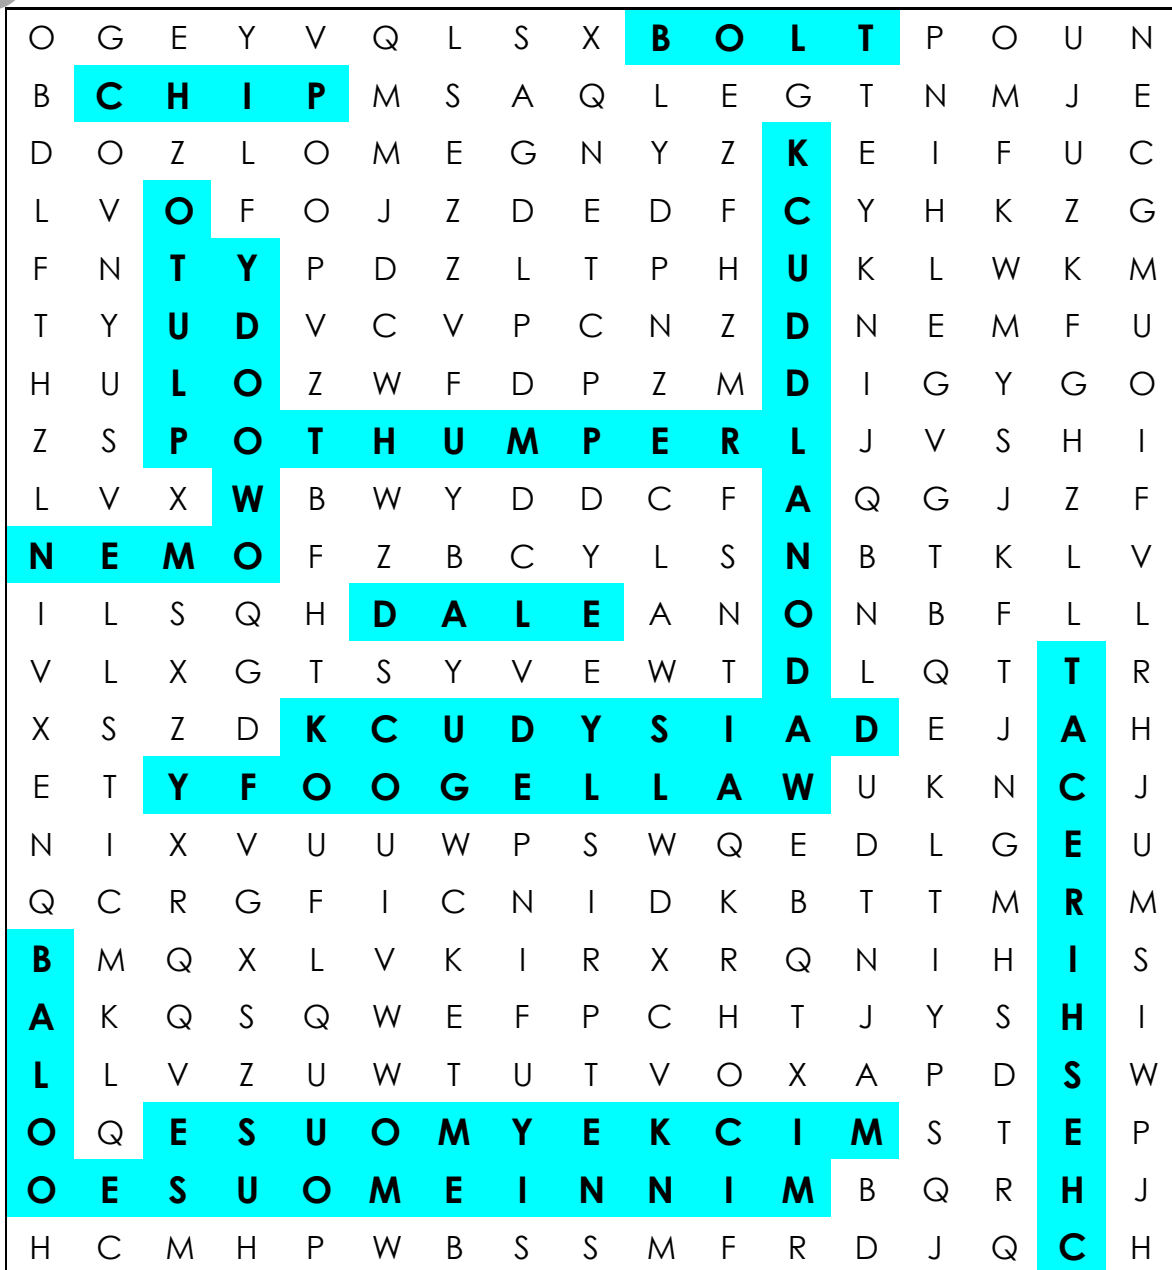 O G E Y V Q L S X B O L T P O U N
B C H I P M S A Q L E G T N M J E
D O Z L O M E G N Y Z K E I F U C
L V O F O J Z D E D F C Y H K Z G
F N T Y P D Z L T P H U K L W K M
T Y U D V C V P C N Z D N E M F U
H U L O Z W F D P Z M D I G Y G O
Z S P O T H U M P E R L J V S H I
L V X W B W Y D D C F A Q G J Z F
N E M O F Z B C Y L S N B T K L V
I L S Q H D A L E A N O N B F L L
V L X G T S Y V E W T D L Q T T R
X S Z D K C U D Y S I A D E J A H
E T Y F O O G E L L A W U K N C J
N I X V U U W P S W Q E D L G E U
Q C R G F I C N I D K B T T M R M
B M Q X L V K I R X R Q N I H I S
A K Q S Q W E F P C H T J Y S H I
L L V Z U W T U T V O X A P D S W
O Q E S U O M Y E K C I M S T E P
O E S U O M E I N N I M B Q R H J
H C M H P W B S S M F R D J Q C H